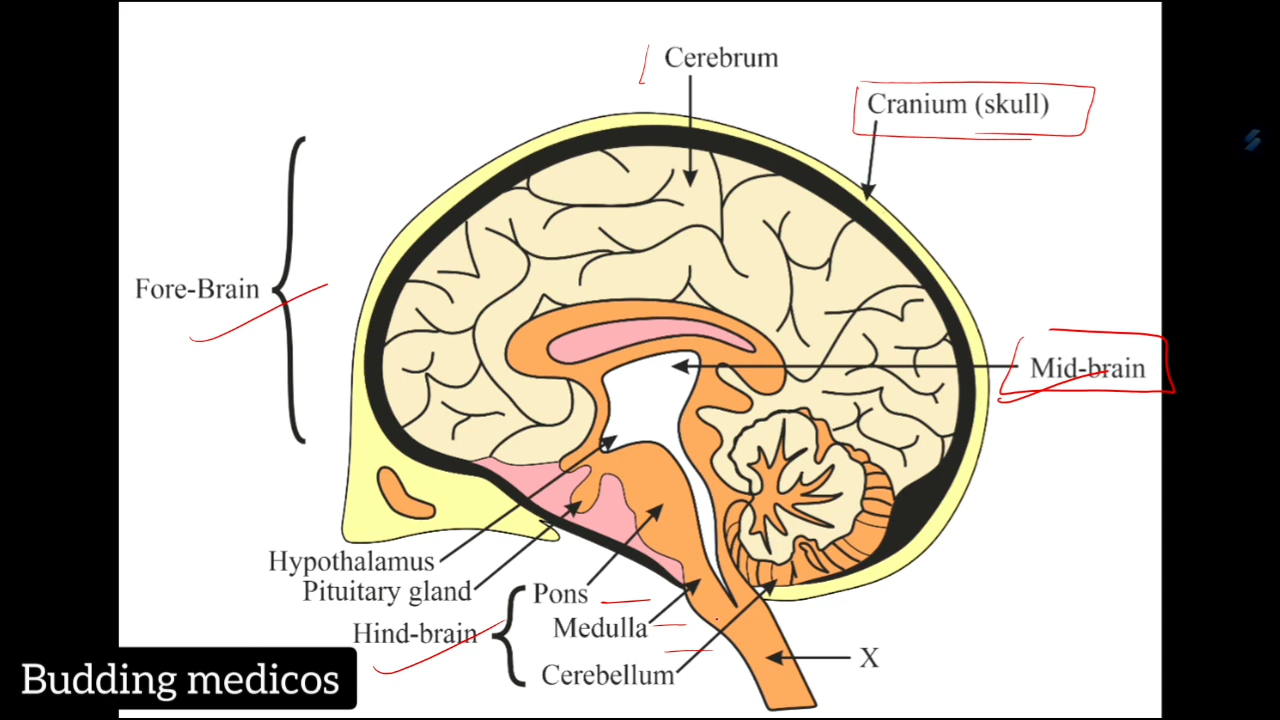 Cerebrum
Cranium (skull)
Fore-Brain
Mid-brain
Hypothalamus
Pituitary gland
Pons
Medulla
Hind-brain
Cerebellum
X
Budding medicos